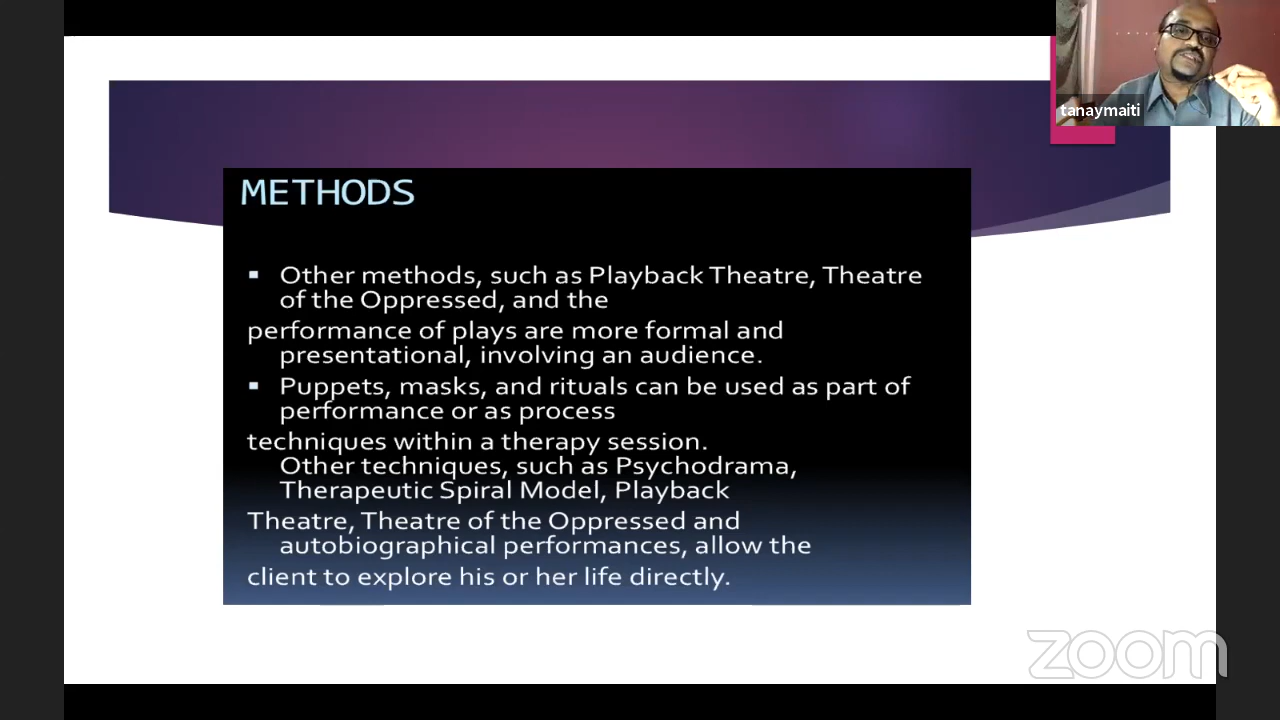 tanaymaiti
METHODS
▪ Other methods, such as Playback Theatre, Theatre
of the Oppressed, and the
performance of plays are more formal and
presentational, involving an audience.
▪ Puppets, masks, and rituals can be used as part of
performance or as process
techniques within a therapy session.
Other techniques, such as Psychodrama,
Therapeutic Spiral Model, Playback
Theatre, Theatre of the Oppressed and
autobiographical performances, allow the
client to explore his or her life directly.
zoom